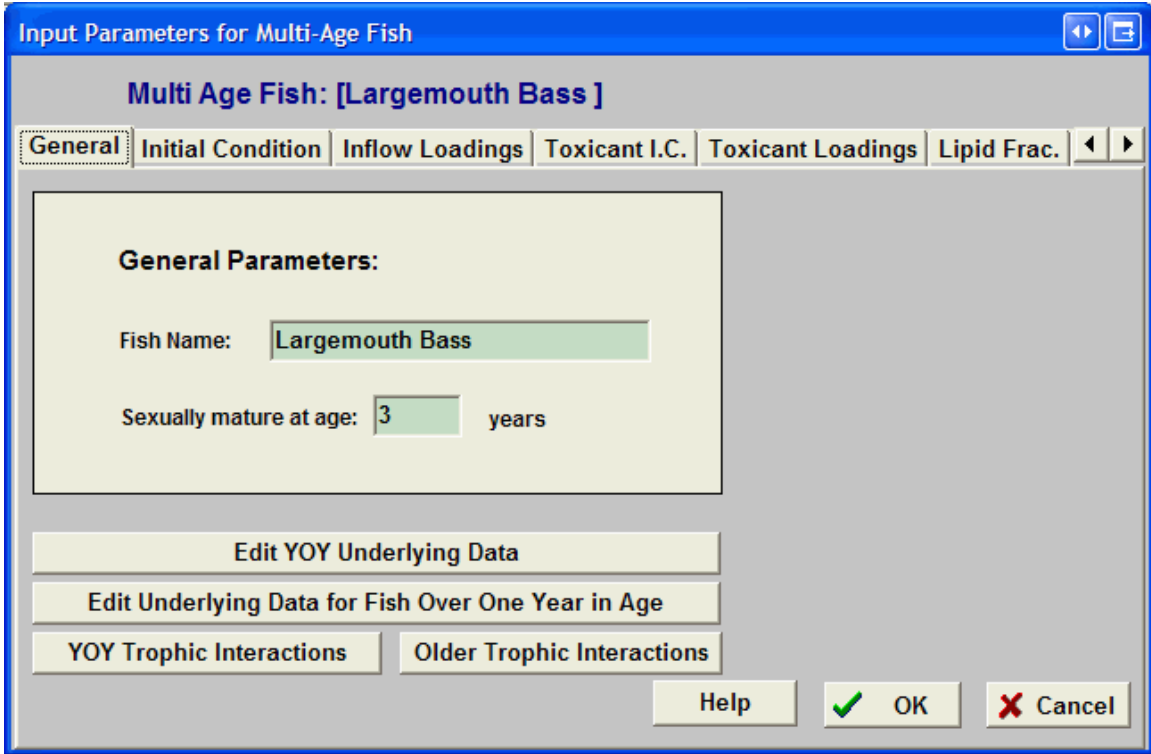 Input Parameters for Multi-Age Fish
Multi Age Fish: [Largemouth Bass ]
General Initial Condition Inflow Loadings Toxicant I.C. Toxicant Loadings Lipid Frac.
General Parameters:
Fish Name: Largemouth Bass
Sexually mature at age: 3 years
Edit YOY Underlying Data
Edit Underlying Data for Fish Over One Year in Age
YOY Trophic Interactions Older Trophic Interactions
Help OK Cancel